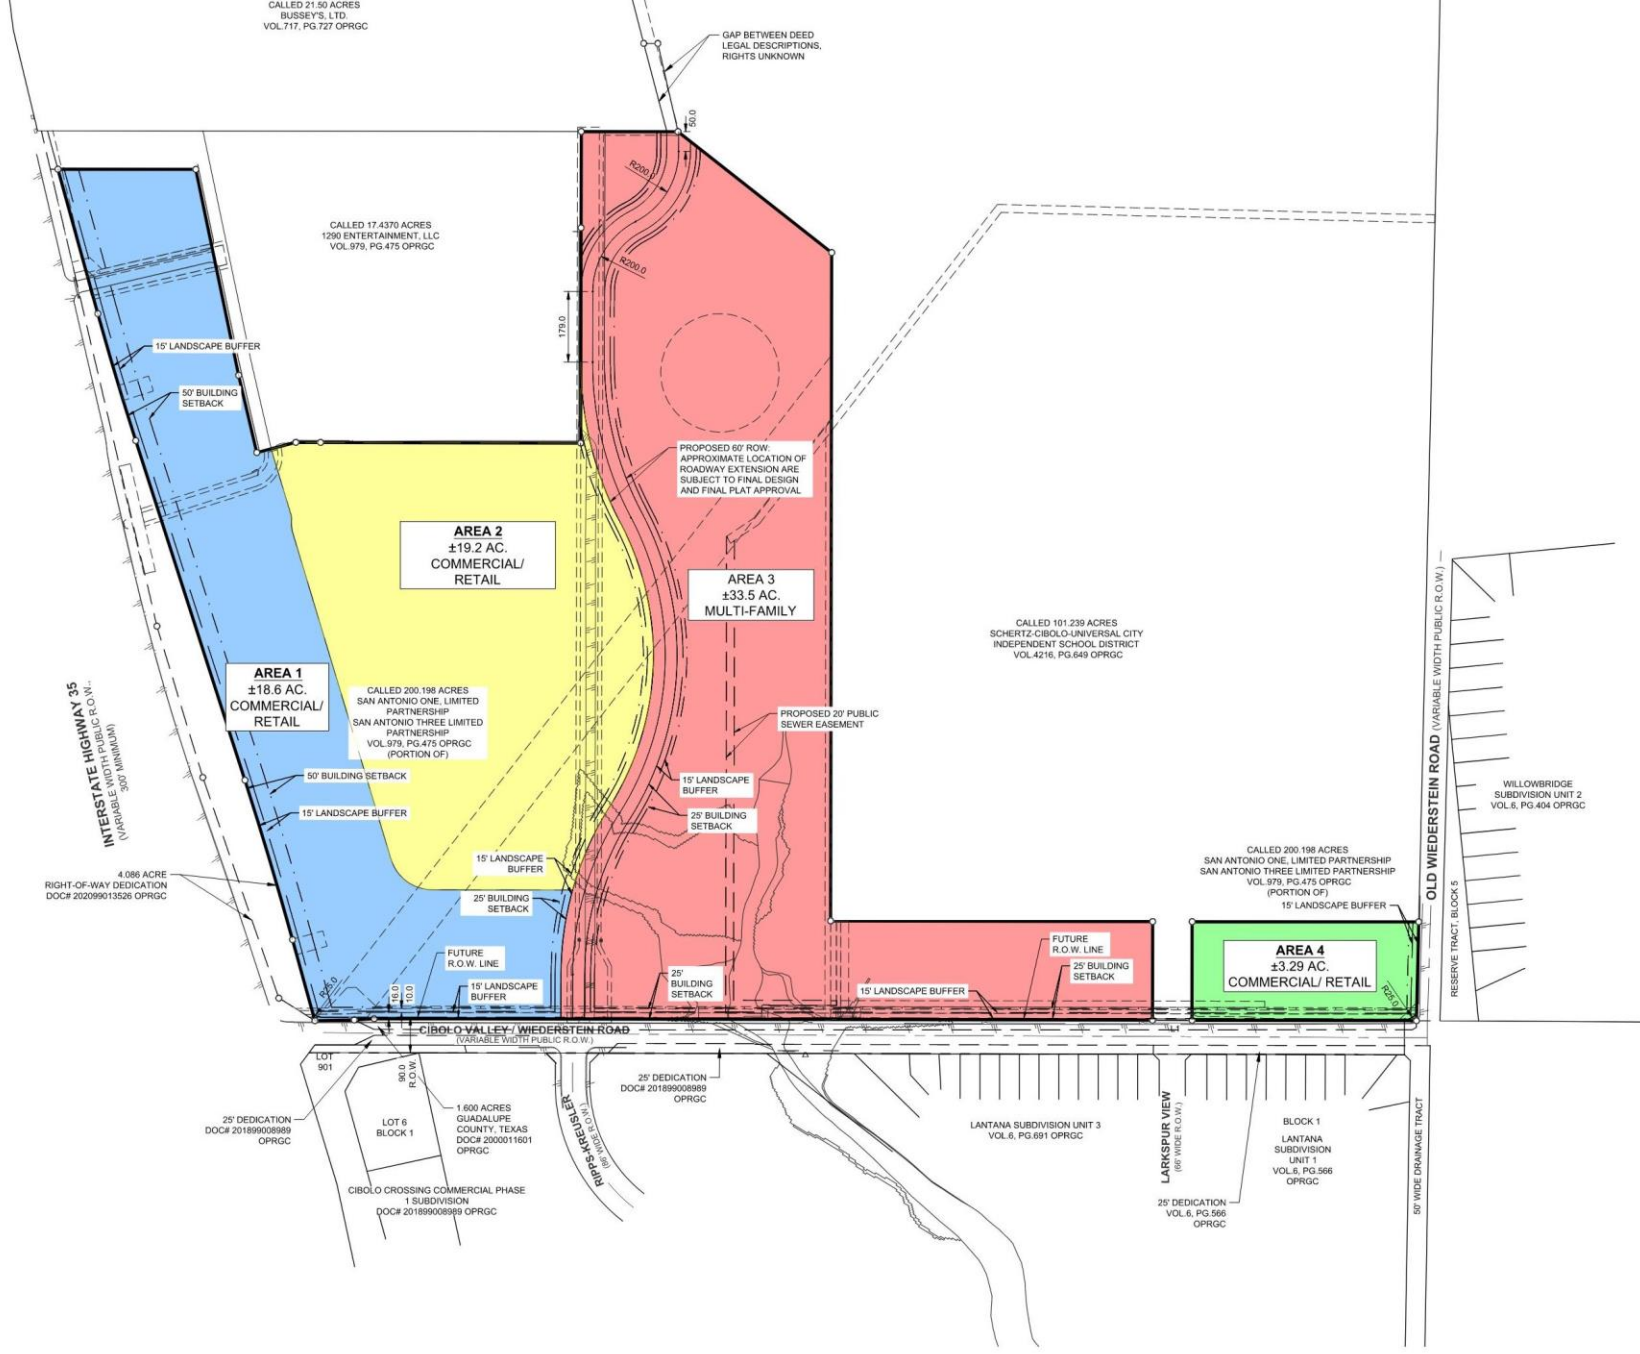 CALLED 21.50 ACRES
BUSSEY'S, LTD.
VOL.717, PG.727 OPRGC
GAP BETWEEN DEED
LEGAL DESCRIPTIONS,
RIGHTS UNKNOWN
50.0
R200.0
CALLED 17.4370 ACRES
1290 ENTERTAINMENT, LLC
VOL.979, PG.475 OPRGC
R200.0
179.0
15' LANDSCAPE BUFFER
50' BUILDING
SETBACK
PROPOSED 60' ROW:
APPROXIMATE LOCATION OF
ROADWAY EXTENSION ARE
SUBJECT TO FINAL DESIGN
AND FINAL PLAT APPROVAL
AREA 2
±19.2 AC.
COMMERCIAL/
RETAIL
AREA 3
±33.5 AC.
MULTI-FAMILY
CALLED 101.239 ACRES
SCHERTZ-CIBOLO-UNIVERSAL CITY
INDEPENDENT SCHOOL DISTRICT
VOL.4216, PG.649 OPRGC
AREA 1
±18.6 AC.
COMMERCIAL/
RETAIL
CALLED 200.198 ACRES
SAN ANTONIO ONE, LIMITED
PARTNERSHIP
SAN ANTONIO THREE LIMITED
PARTNERSHIP
VOL.979, PG.475 OPRGC
(PORTION OF)
INTERSTATE HIGHWAY 35
(VARIABLE WIDTH PUBLIC R.O.W.,
300' MINIMUM)
PROPOSED 20' PUBLIC
SEWER EASEMENT
50' BUILDING SETBACK
15' LANDSCAPE BUFFER
15' LANDSCAPE
BUFFER
25' BUILDING
SETBACK
OLD WIEDERSTEIN ROAD (VARIABLE WIDTH PUBLIC R.O.W.)
WILLOWBRIDGE
SUBDIVISION UNIT 2
VOL.6, PG.404 OPRGC
4.086 ACRE
RIGHT-OF-WAY DEDICATION
DOC# 202099013526 OPRGC
15' LANDSCAPE
BUFFER
25' BUILDING
SETBACK
CALLED 200.198 ACRES
SAN ANTONIO ONE, LIMITED PARTNERSHIP
SAN ANTONIO THREE LIMITED PARTNERSHIP
VOL.979, PG.475 OPRGC
(PORTION OF)
15' LANDSCAPE BUFFER
RESERVE TRACT, BLOCK 5
FUTURE
R.O.W. LINE
15' LANDSCAPE
BUFFER
R25.0
16.0
10.0
25'
BUILDING
SETBACK
FUTURE
R.O.W. LINE
25' BUILDING
SETBACK
15' LANDSCAPE BUFFER
AREA 4
±3.29 AC.
COMMERCIAL/ RETAIL
R25.0
CIBOLO VALLEY / WIEDERSTEIN ROAD
(VARIABLE WIDTH PUBLIC R.O.W.)
LOT
901
90.0
R.O.W.
25' DEDICATION
DOC# 201899008989
OPRGC
LOT 6
BLOCK 1
1.600 ACRES
GUADALUPE
COUNTY, TEXAS
DOC# 2000011601
OPRGC
CIBOLO CROSSING COMMERCIAL PHASE
1 SUBDIVISION
DOC# 201899008989 OPRGC
RIPPS-KREUSLER
(86' WIDE R.O.W.)
25' DEDICATION
DOC# 201899008989
OPRGC
LANTANA SUBDIVISION UNIT 3
VOL.6, PG.691 OPRGC
LARKSPUR VIEW
(66' WIDE R.O.W.)
BLOCK 1
LANTANA
SUBDIVISION
UNIT 1
VOL.6, PG.566
OPRGC
25' DEDICATION
VOL.6, PG.566
OPRGC
50' WIDE DRAINAGE TRACT